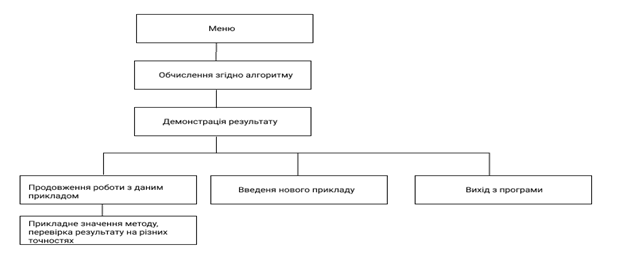 Меню
Обчислення згідно алгоритму
Демонстрація результату
Продовження роботи з даним
прикладом
Введеня нового прикладу
Вихід з програми
Прикладне значення методу,
перевірка результату на різних
точностях